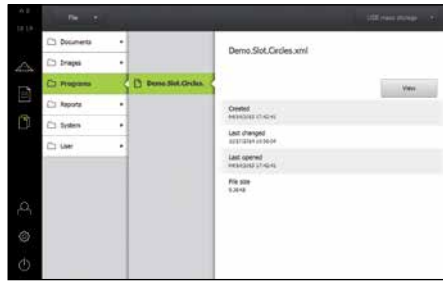 File
USB mass storage
Documents
Images
Programs
Reports
System
User
Demo.Slot.Circles.
Demo.Slot.Circles.xml
View
Created
Last changed
Last opened
File size